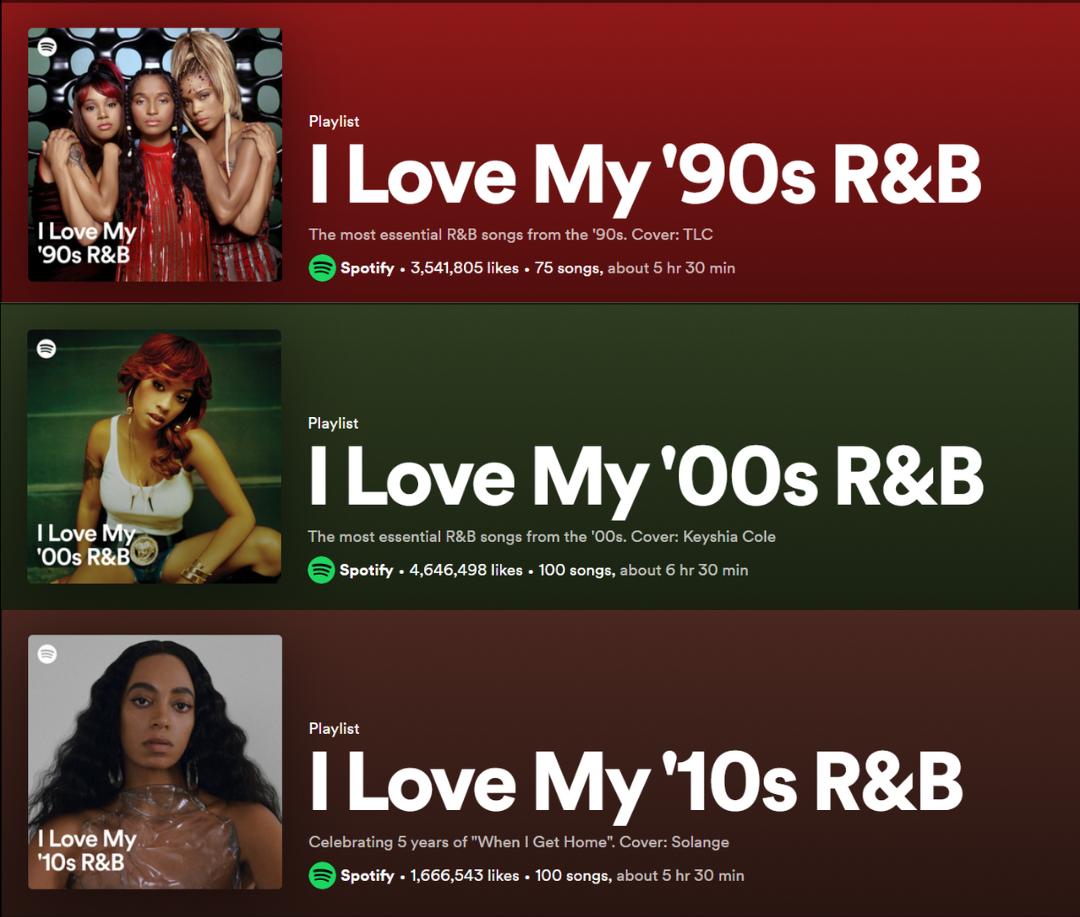 I Love My
'90s R&B
Playlist
I Love My '90s R&B
The most essential R&B songs from the '90s. Cover: TLC
Spotify • 3,541,805 likes • 75 songs, about 5 hr 30 min
I Love My
'00s R&B
Playlist
I Love My '00s R&B
The most essential R&B songs from the '00s. Cover: Keyshia Cole
Spotify • 4,646,498 likes • 100 songs, about 6 hr 30 min
I Love My
'10s R&B
Playlist
I Love My '10s R&B
Celebrating 5 years of "When I Get Home". Cover: Solange
Spotify • 1,666,543 likes • 100 songs, about 5 hr 30 min